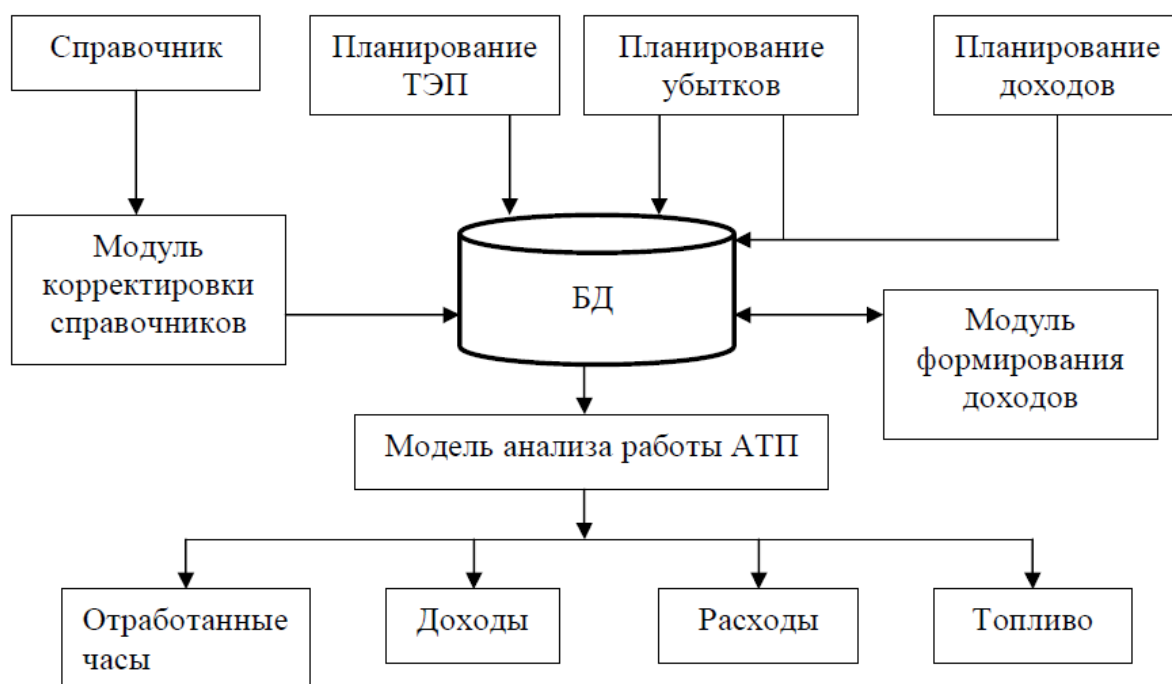 Справочник
Планирование
ТЭП
Планирование
убытков
Планирование
доходов
Модуль
корректировки
справочников
БД
Модуль
формирования
доходов
Модель анализа работы АТП
Отработанные
часы
Доходы
Расходы
Топливо